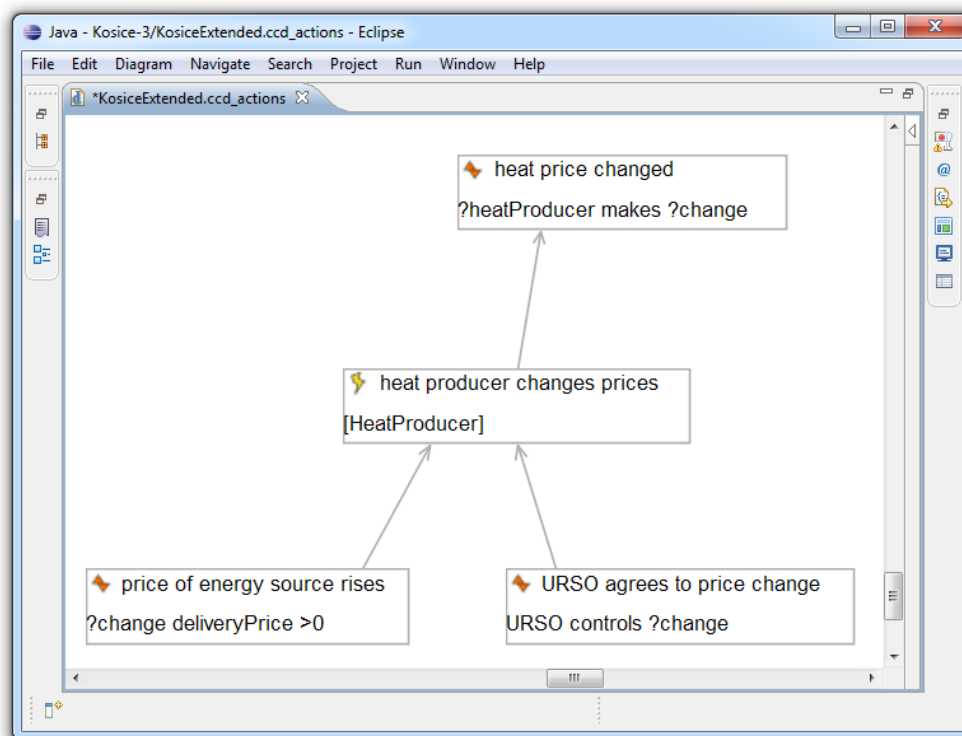 Java - Kosice-3/KosiceExtended.ccd_actions - Eclipse
File Edit Diagram Navigate Search Project Run Window Help
*KosiceExtended.ccd_actions
heat price changed
?heatProducer makes ?change
heat producer changes prices
[HeatProducer]
price of energy source rises
?change deliveryPrice >0
URSO agrees to price change
URSO controls ?change